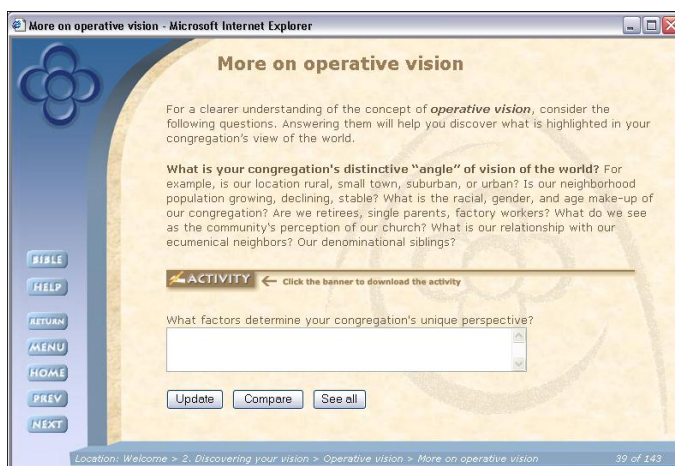 More on operative vision - Microsoft Internet Explorer
More on operative vision
For a clearer understanding of the concept of operative vision, consider the
following questions. Answering them will help you discover what is highlighted in your
congregation's view of the world.
What is your congregation's distinctive "angle" of vision of the world? For
example, is our location rural, small town, suburban, or urban? Is our neighborhood
population growing, declining, stable? What is the racial, gender, and age make-up of
our congregation? Are we retirees, single parents, factory workers? What do we see
as the community's perception of our church? What is our relationship with our
ecumenical neighbors? Our denominational siblings?
BIBLE
HELP
RETURN
MENU
HOME
PREV
NEXT
ACTIVITY ← Click the banner to download the activity
What factors determine your congregation's unique perspective?
Update Compare See all
Location: Welcome > 2. Discovering your vision > Operative vision > More on operative vision 39 of 143